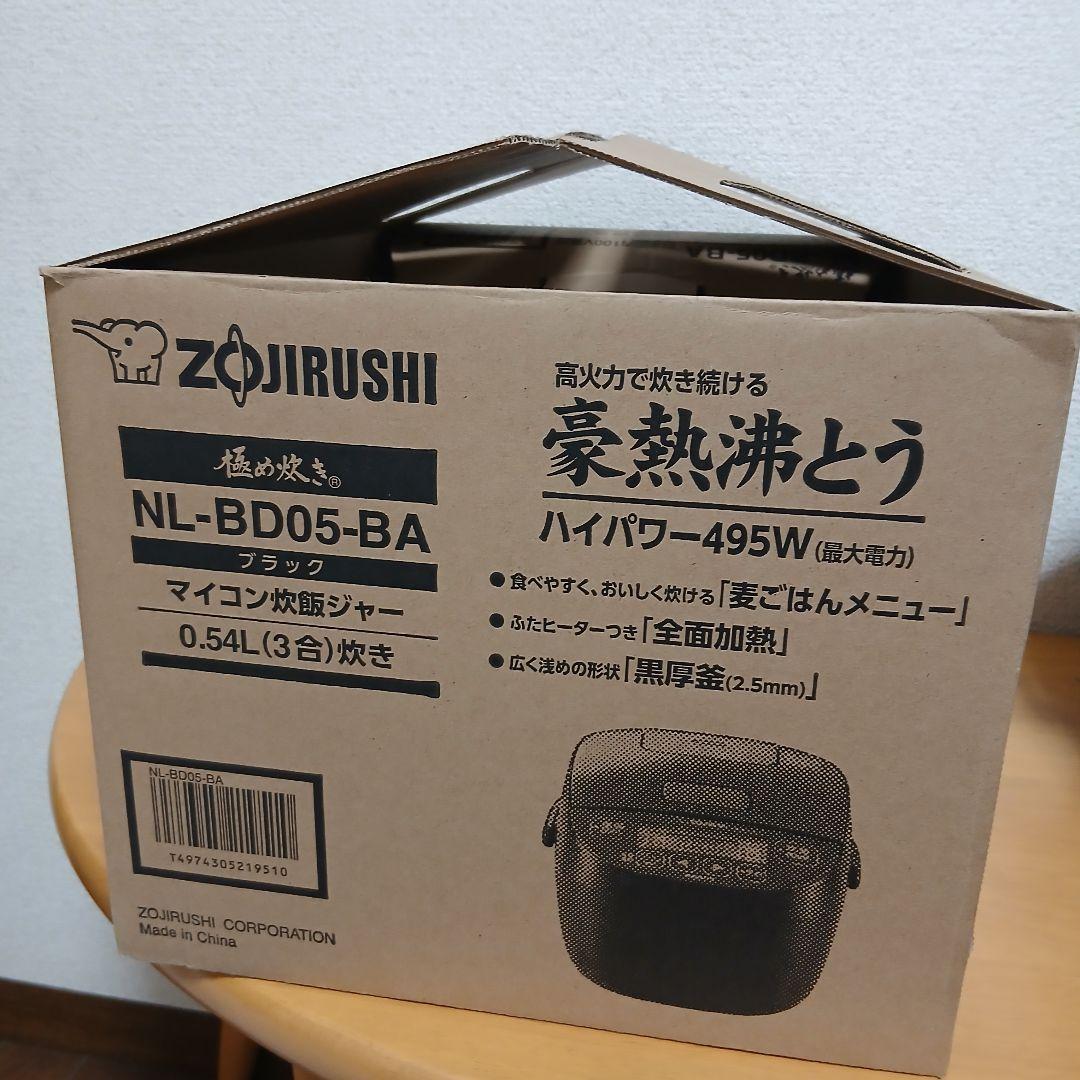 ZOJIRUSHI
極め炊き®
NL-BD05-BA
ブラック
マイコン炊飯ジャー
0.54L(3合)炊き
高火力で炊き続ける
豪熱沸とう
ハイパワー495W(最大電力)
● 食べやすく、おいしく炊ける「麦ごはんメニュー」
● ふたヒーターつき「全面加熱」
● 広く浅めの形状「黒厚釜(2.5mm)」
NL-BD05-BA
T4974305219510
ZOJIRUSHI CORPORATION
Made in China